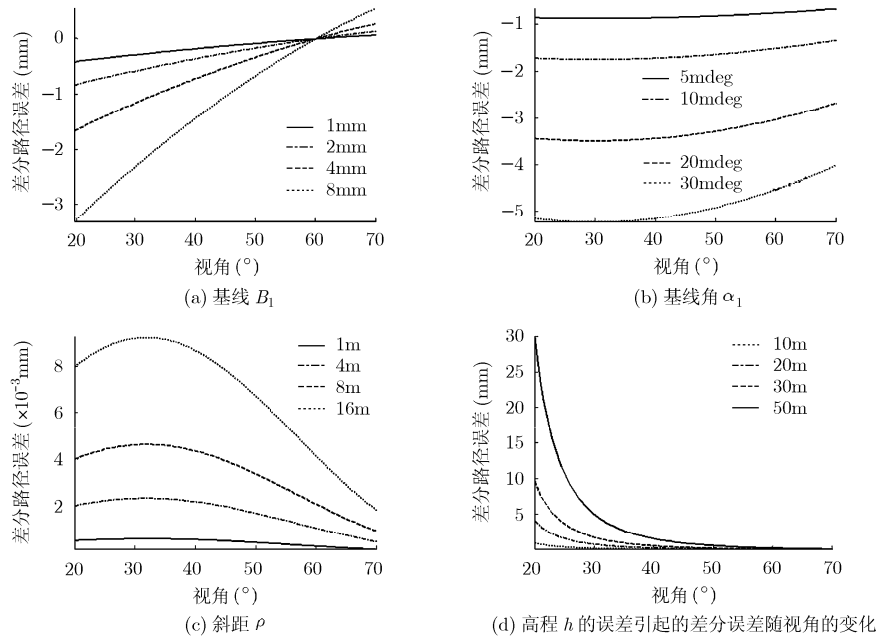 差分路径误差 (mm)
0
−1
−2
−3
1mm
2mm
4mm
8mm
20 30 40 50 60 70
视角(°)
(a) 基线 B₁
差分路径误差 (mm)
−1
−2
−3
−4
−5
5mdeg
10mdeg
20mdeg
30mdeg
20 30 40 50 60 70
视角(°)
(b) 基线角 α₁
差分路径误差 (×10⁻³mm)
8
6
4
2
1m
4m
8m
16m
20 30 40 50 60 70
视角(°)
(c) 斜距 ρ
差分路径误差 (mm)
30
25
20
15
10
5
10m
20m
30m
50m
20 30 40 50 60 70
视角(°)
(d) 高程 h 的误差引起的差分误差随视角的变化